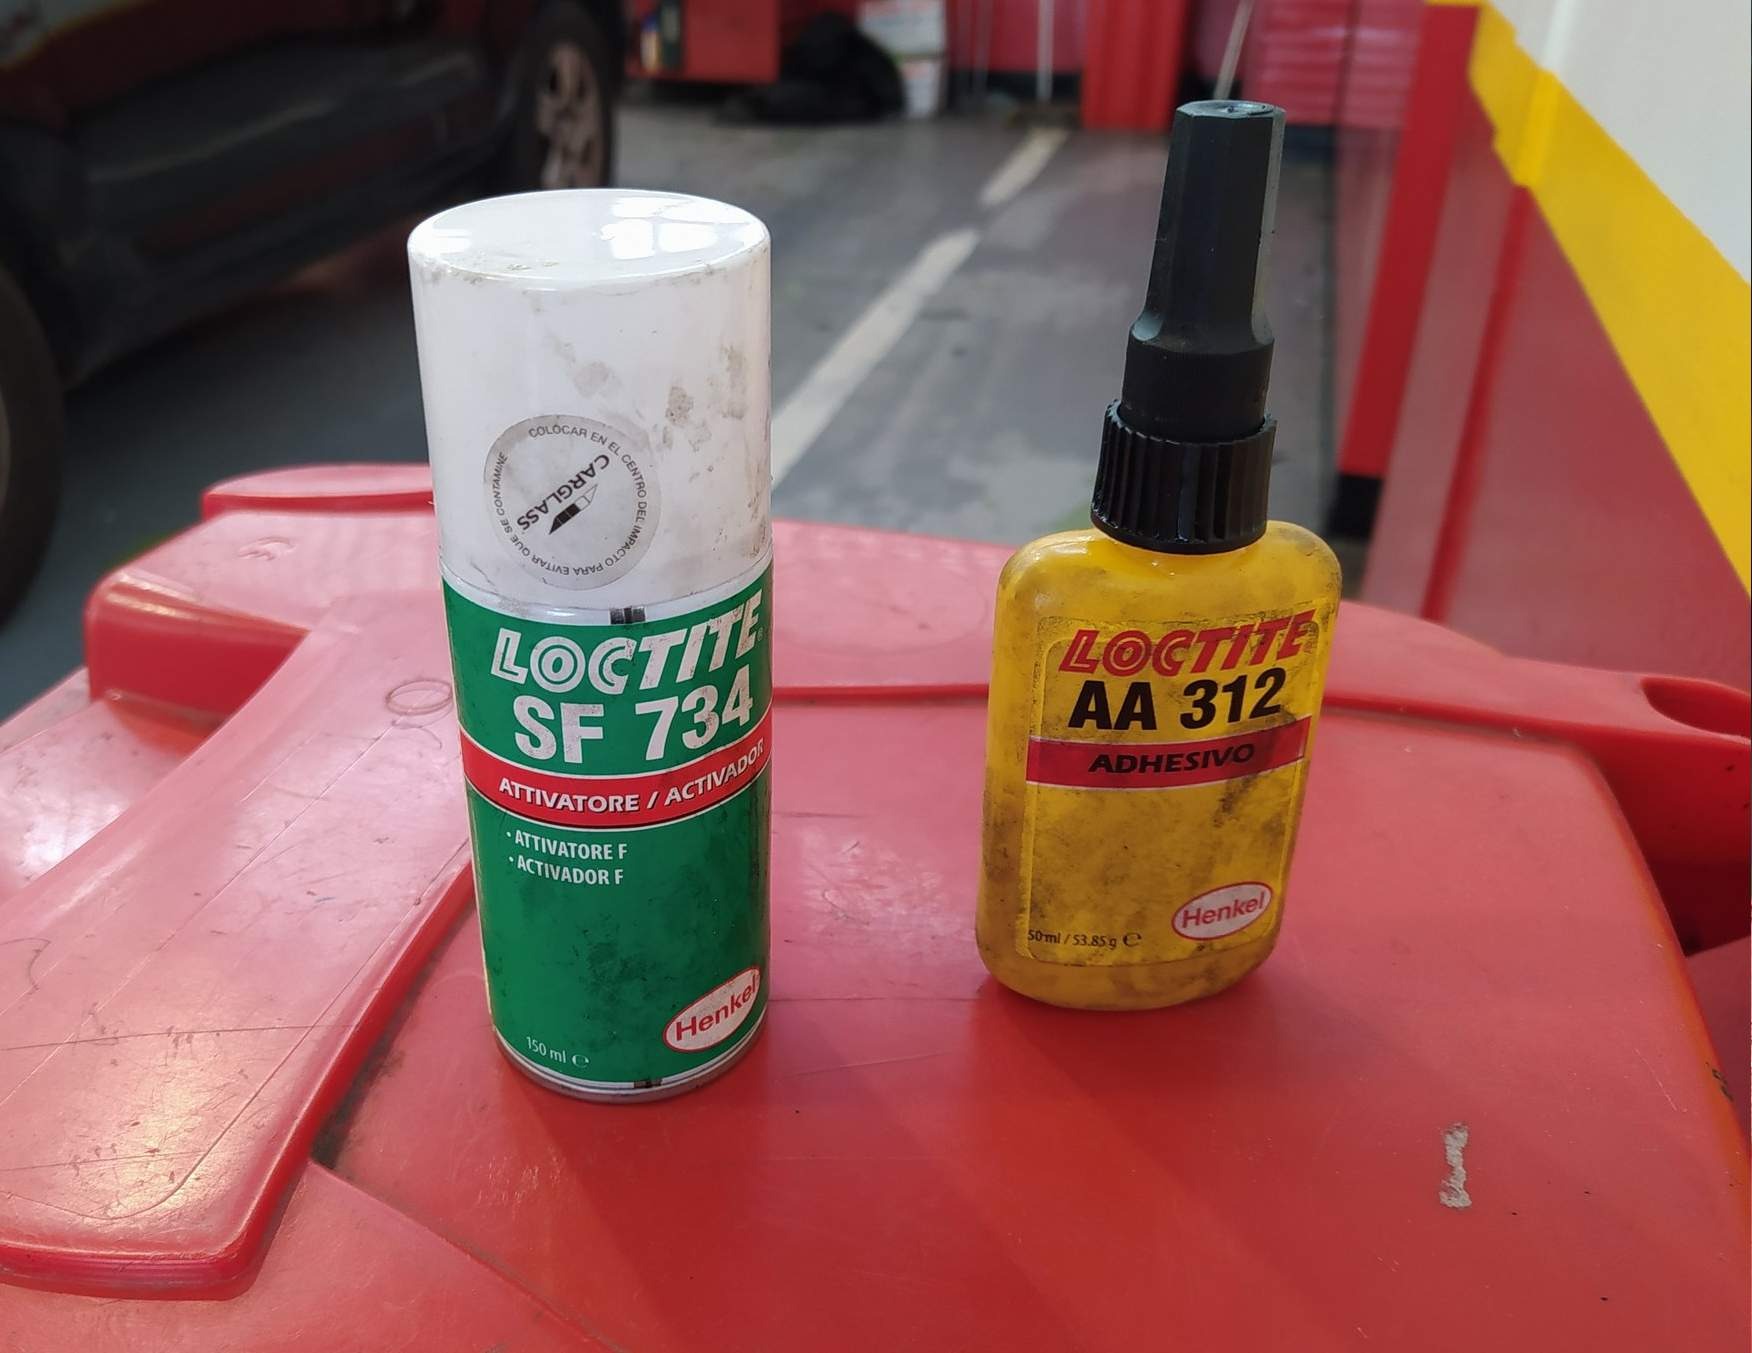 COLOCAR EN EL CENTRO DEL IMPACTO PARA EVITAR QUE SE CONTAMINE
CARGLASS
LOCTITE®
SF 734
ATTIVATORE / ACTIVADOR
· ATTIVATORE F
· ACTIVADOR F
Henkel
150 ml ℮
LOCTITE®
AA 312
ADHESIVO
Henkel
50 ml / 53.85 g ℮